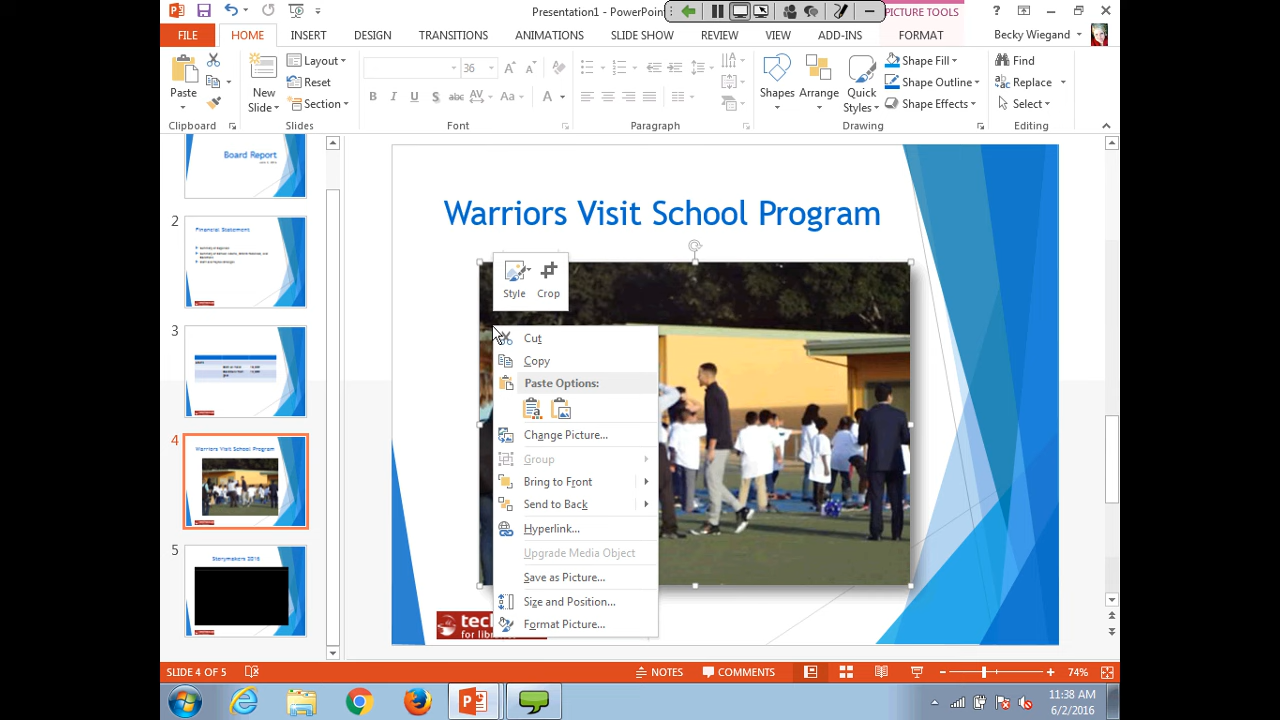 Presentation1 - PowerPoint
PICTURE TOOLS
FILE
HOME
INSERT
DESIGN
TRANSITIONS
ANIMATIONS
SLIDE SHOW
REVIEW
VIEW
ADD-INS
FORMAT
Becky Wiegand
Paste
Clipboard
New
Slide
Layout
Reset
Section
Slides
36
B I U S abc AV Aa A
Font
Paragraph
Shapes
Arrange
Quick
Styles
Shape Fill
Shape Outline
Shape Effects
Drawing
Find
Replace
Select
Editing
Board Report
2
Financial Statement
3
4
Warriors Visit School Program
5
Storymakers 2016
Warriors Visit School Program
Style
Crop
Cut
Copy
Paste Options:
Change Picture...
Group
Bring to Front
Send to Back
Hyperlink...
Upgrade Media Object
Save as Picture...
Size and Position...
Format Picture...
tec
for li
SLIDE 4 OF 5
NOTES
COMMENTS
74%
11:38 AM
6/2/2016